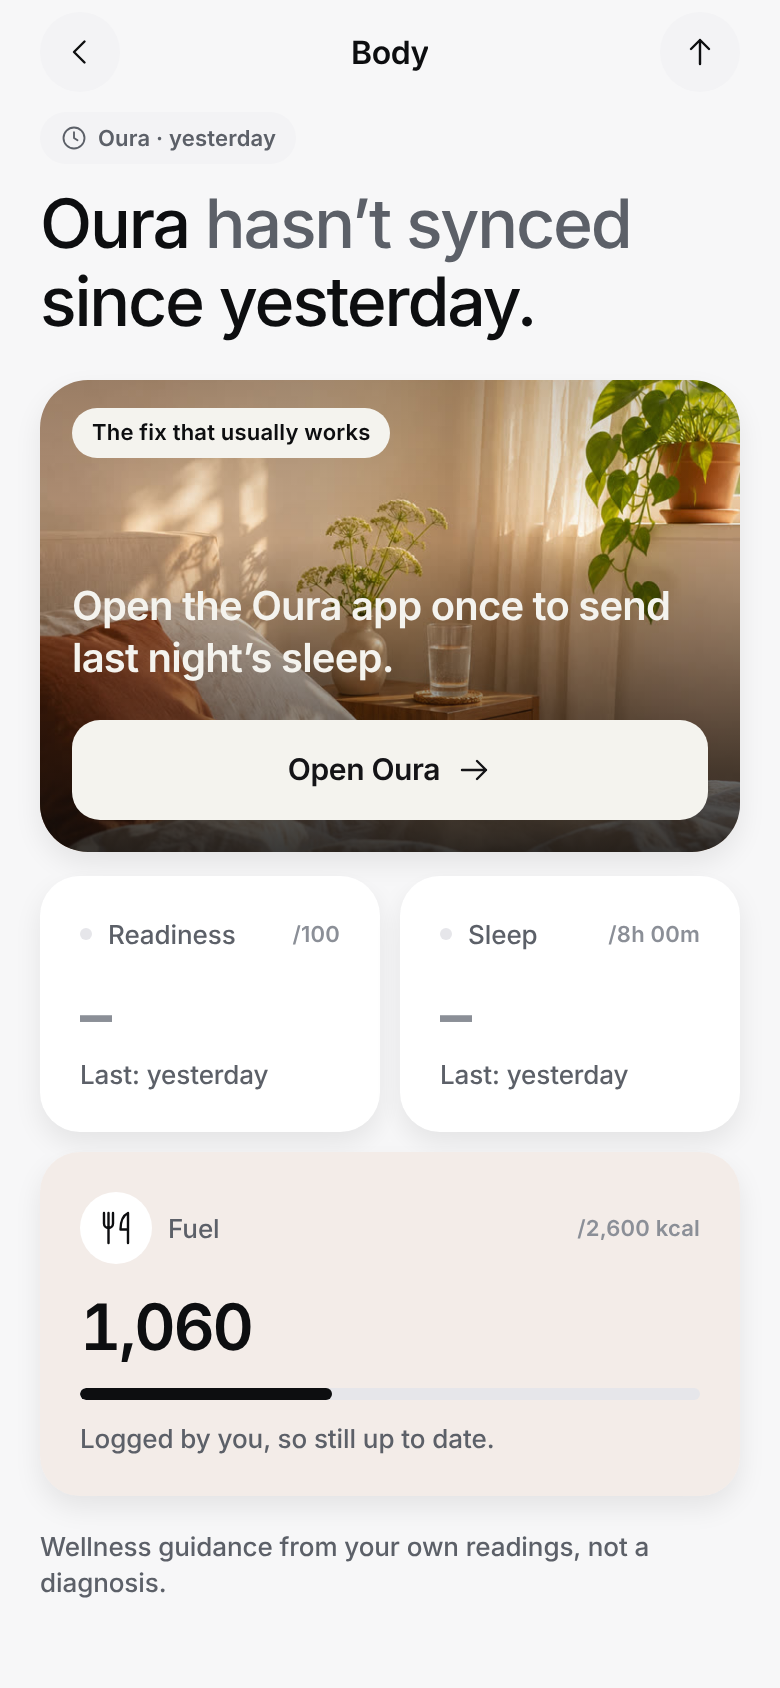 Body
Oura · yesterday
Oura hasn’t synced
since yesterday.
The fix that usually works
Open the Oura app once to send
last night’s sleep.
Open Oura
Readiness /100
–
Last: yesterday
Sleep /8h 00m
–
Last: yesterday
Fuel /2,600 kcal
1,060
Logged by you, so still up to date.
Wellness guidance from your own readings, not a
diagnosis.